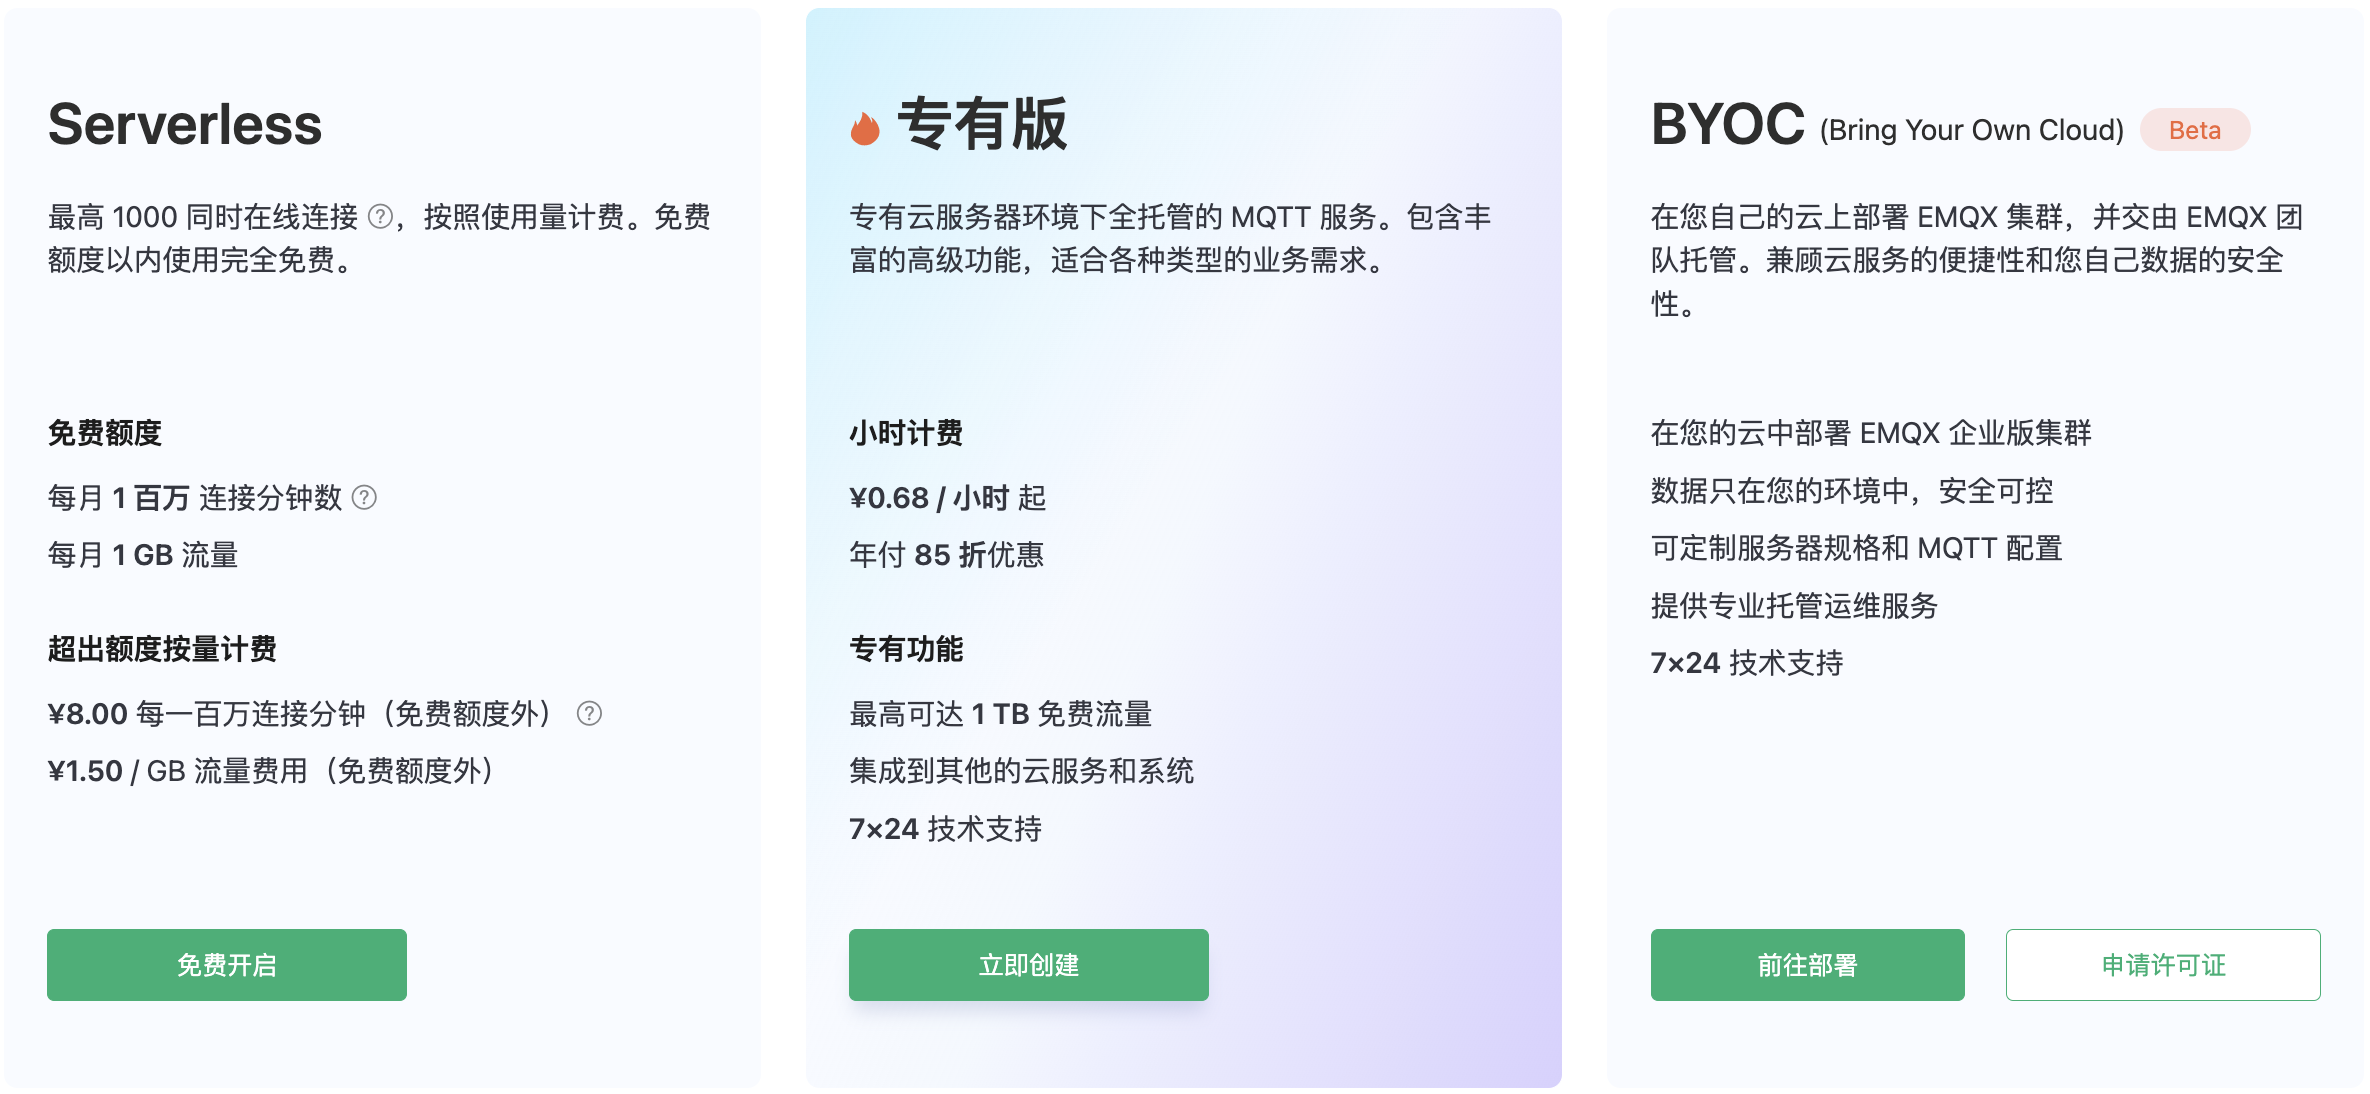 Serverless
最高 1000 同时在线连接 ?，按照使用量计费。免费
额度以内使用完全免费。
免费额度
每月 1 百万 连接分钟数 ?
每月 1 GB 流量
超出额度按量计费
¥8.00 每一百万连接分钟（免费额度外） ?
¥1.50 / GB 流量费用（免费额度外）
免费开启
专有版
专有云服务器环境下全托管的 MQTT 服务。包含丰
富的高级功能，适合各种类型的业务需求。
小时计费
¥0.68 / 小时 起
年付 85 折优惠
专有功能
最高可达 1 TB 免费流量
集成到其他的云服务和系统
7×24 技术支持
立即创建
BYOC (Bring Your Own Cloud) Beta
在您自己的云上部署 EMQX 集群，并交由 EMQX 团
队托管。兼顾云服务的便捷性和您自己数据的安全
性。
在您的云中部署 EMQX 企业版集群
数据只在您的环境中，安全可控
可定制服务器规格和 MQTT 配置
提供专业托管运维服务
7×24 技术支持
前往部署
申请许可证